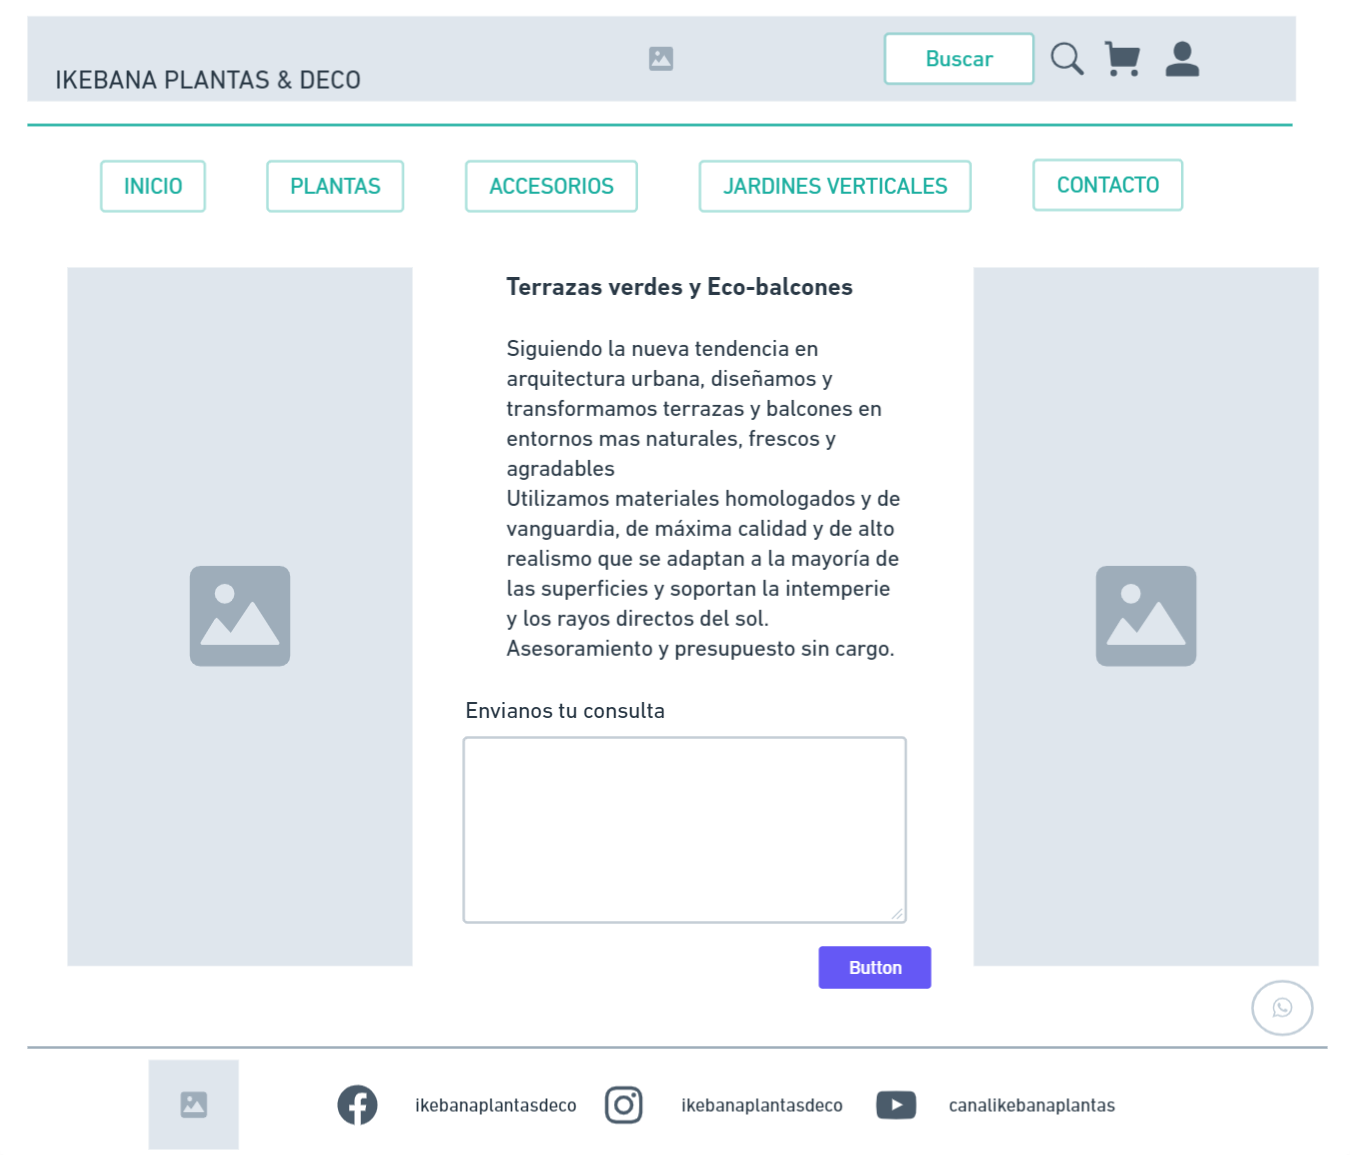 IKEBANA PLANTAS & DECO
Buscar
INICIO
PLANTAS
ACCESORIOS
JARDINES VERTICALES
CONTACTO
Terrazas verdes y Eco-balcones
Siguiendo la nueva tendencia en
arquitectura urbana, diseñamos y
transformamos terrazas y balcones en
entornos mas naturales, frescos y
agradables
Utilizamos materiales homologados y de
vanguardia, de máxima calidad y de alto
realismo que se adaptan a la mayoría de
las superficies y soportan la intemperie
y los rayos directos del sol.
Asesoramiento y presupuesto sin cargo.
Envianos tu consulta
Button
ikebanaplantasdeco
ikebanaplantasdeco
canalikebanaplantas